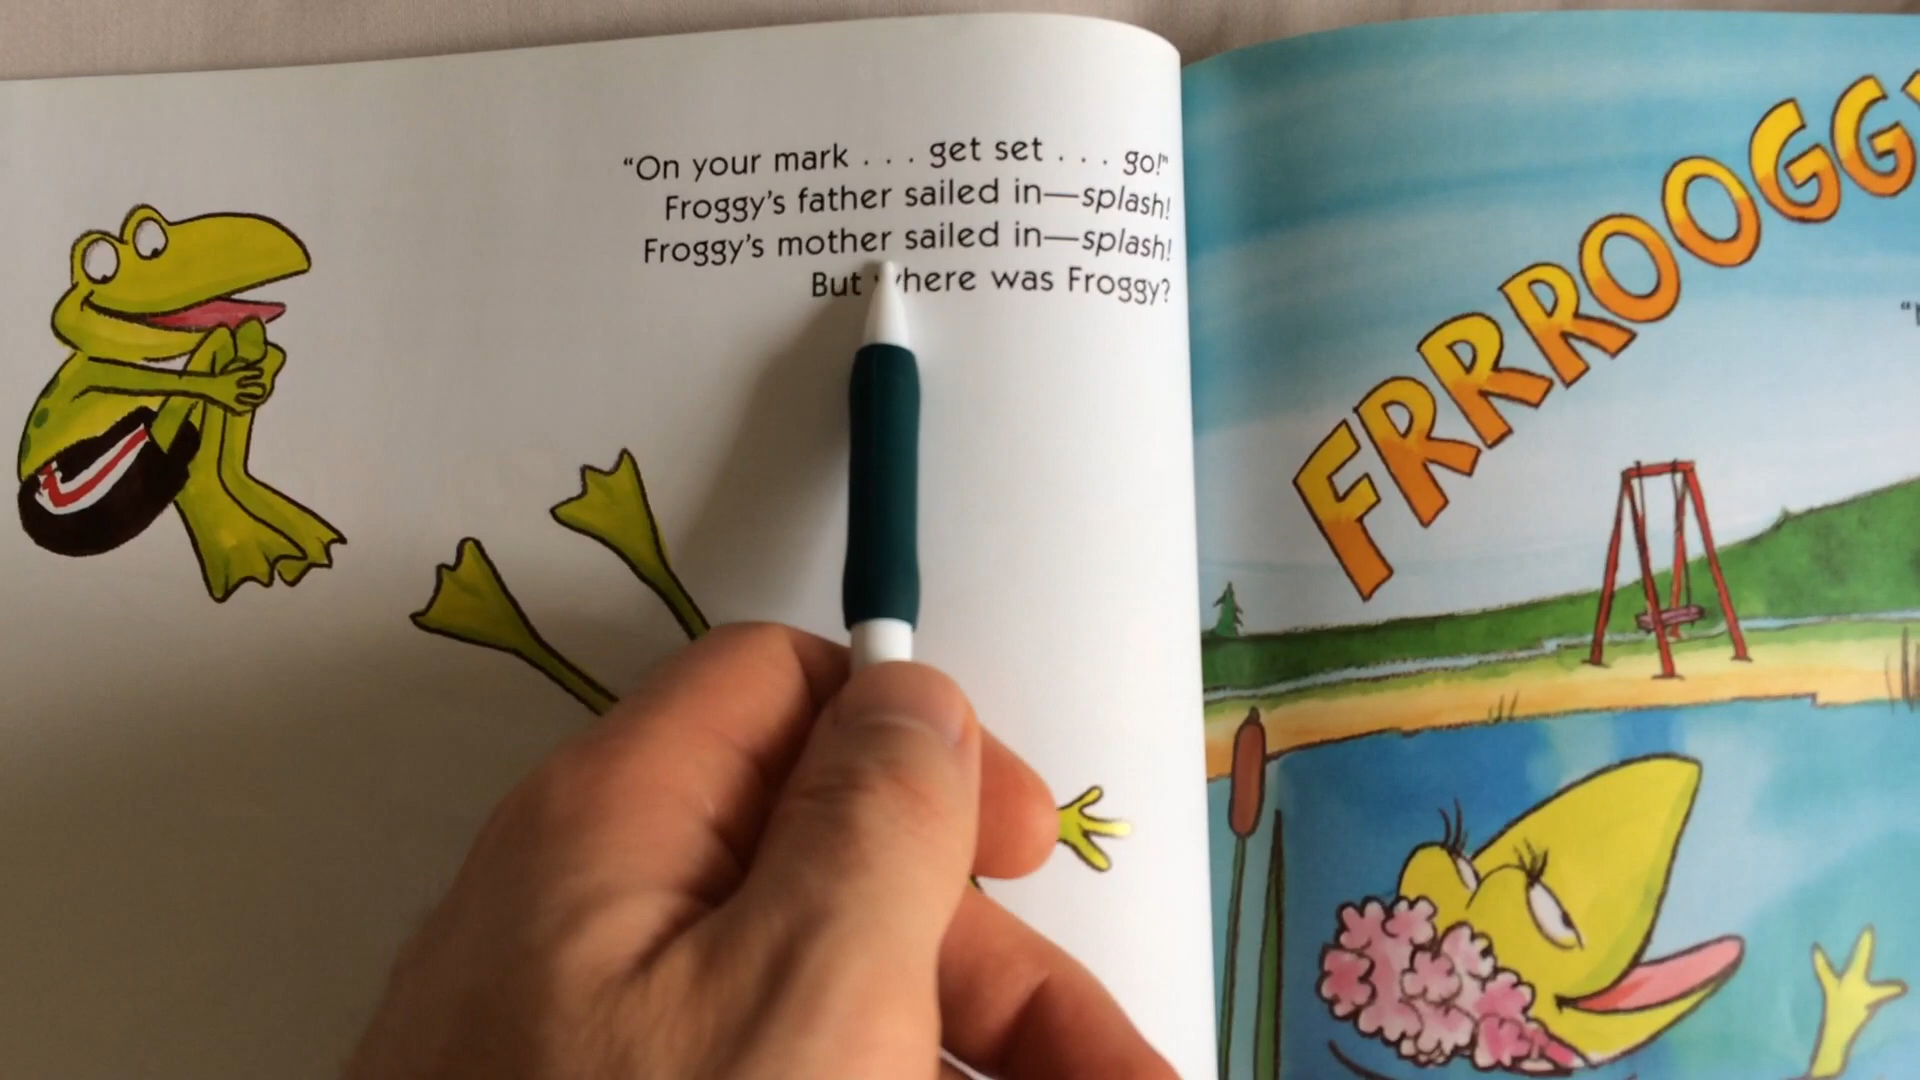 “On your mark . . . get set . . . go!”
Froggy’s father sailed in—splash!
Froggy’s mother sailed in—splash!
But where was Froggy?
FRROOGG